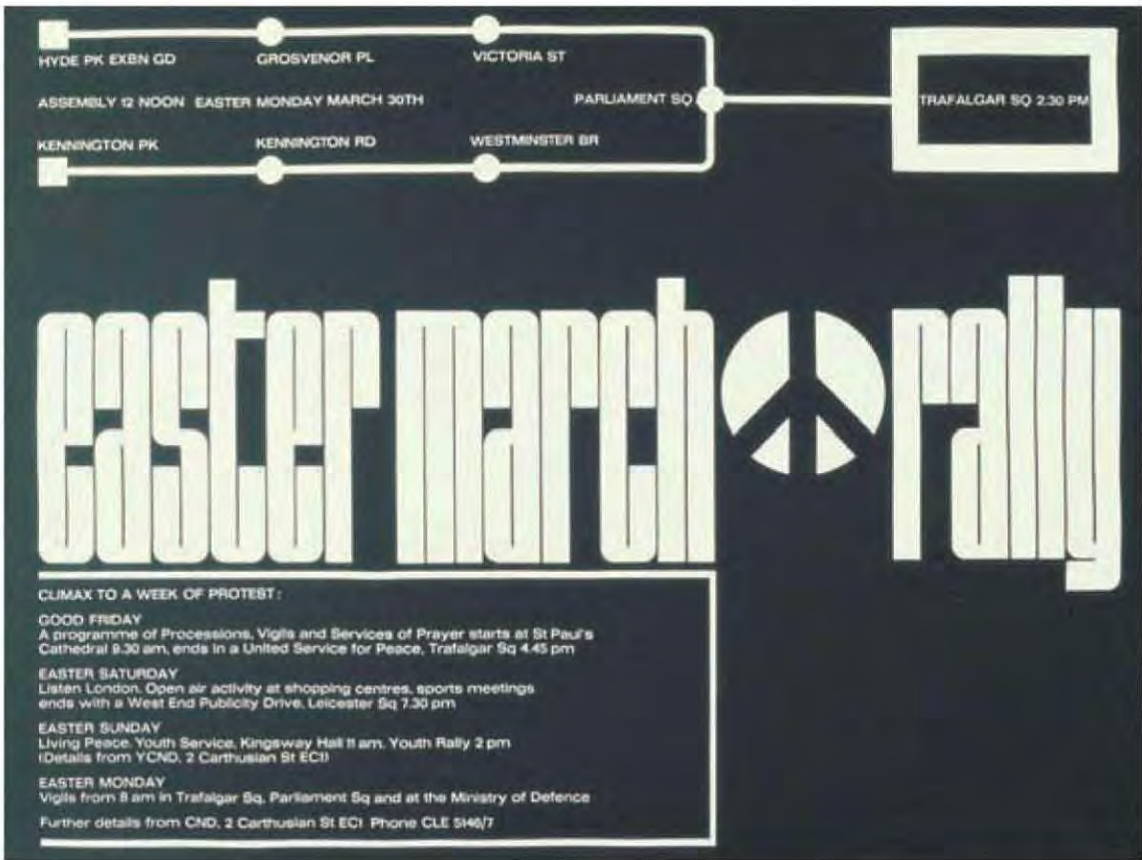 HYDE PK EXBN GD
GROSVENOR PL
VICTORIA ST
ASSEMBLY 12 NOON EASTER MONDAY MARCH 30TH
PARLIAMENT SQ
TRAFALGAR SQ 2.30 PM
KENNINGTON PK
KENNINGTON RD
WESTMINSTER BR
easter march rally
CLIMAX TO A WEEK OF PROTEST:
GOOD FRIDAY
A programme of Processions, Vigils and Services of Prayer starts at St Paul's
Cathedral 9.30 am, ends in a United Service for Peace, Trafalgar Sq 4.45 pm
EASTER SATURDAY
Listen London. Open air activity at shopping centres, sports meetings
ends with a West End Publicity Drive, Leicester Sq 7.30 pm
EASTER SUNDAY
Living Peace. Youth Service, Kingsway Hall 11 am. Youth Rally 2 pm
(Details from YCND, 2 Carthusian St EC1)
EASTER MONDAY
Vigils from 8 am in Trafalgar Sq, Parliament Sq and at the Ministry of Defence
Further details from CND, 2 Carthusian St EC1 Phone CLE 5146/7